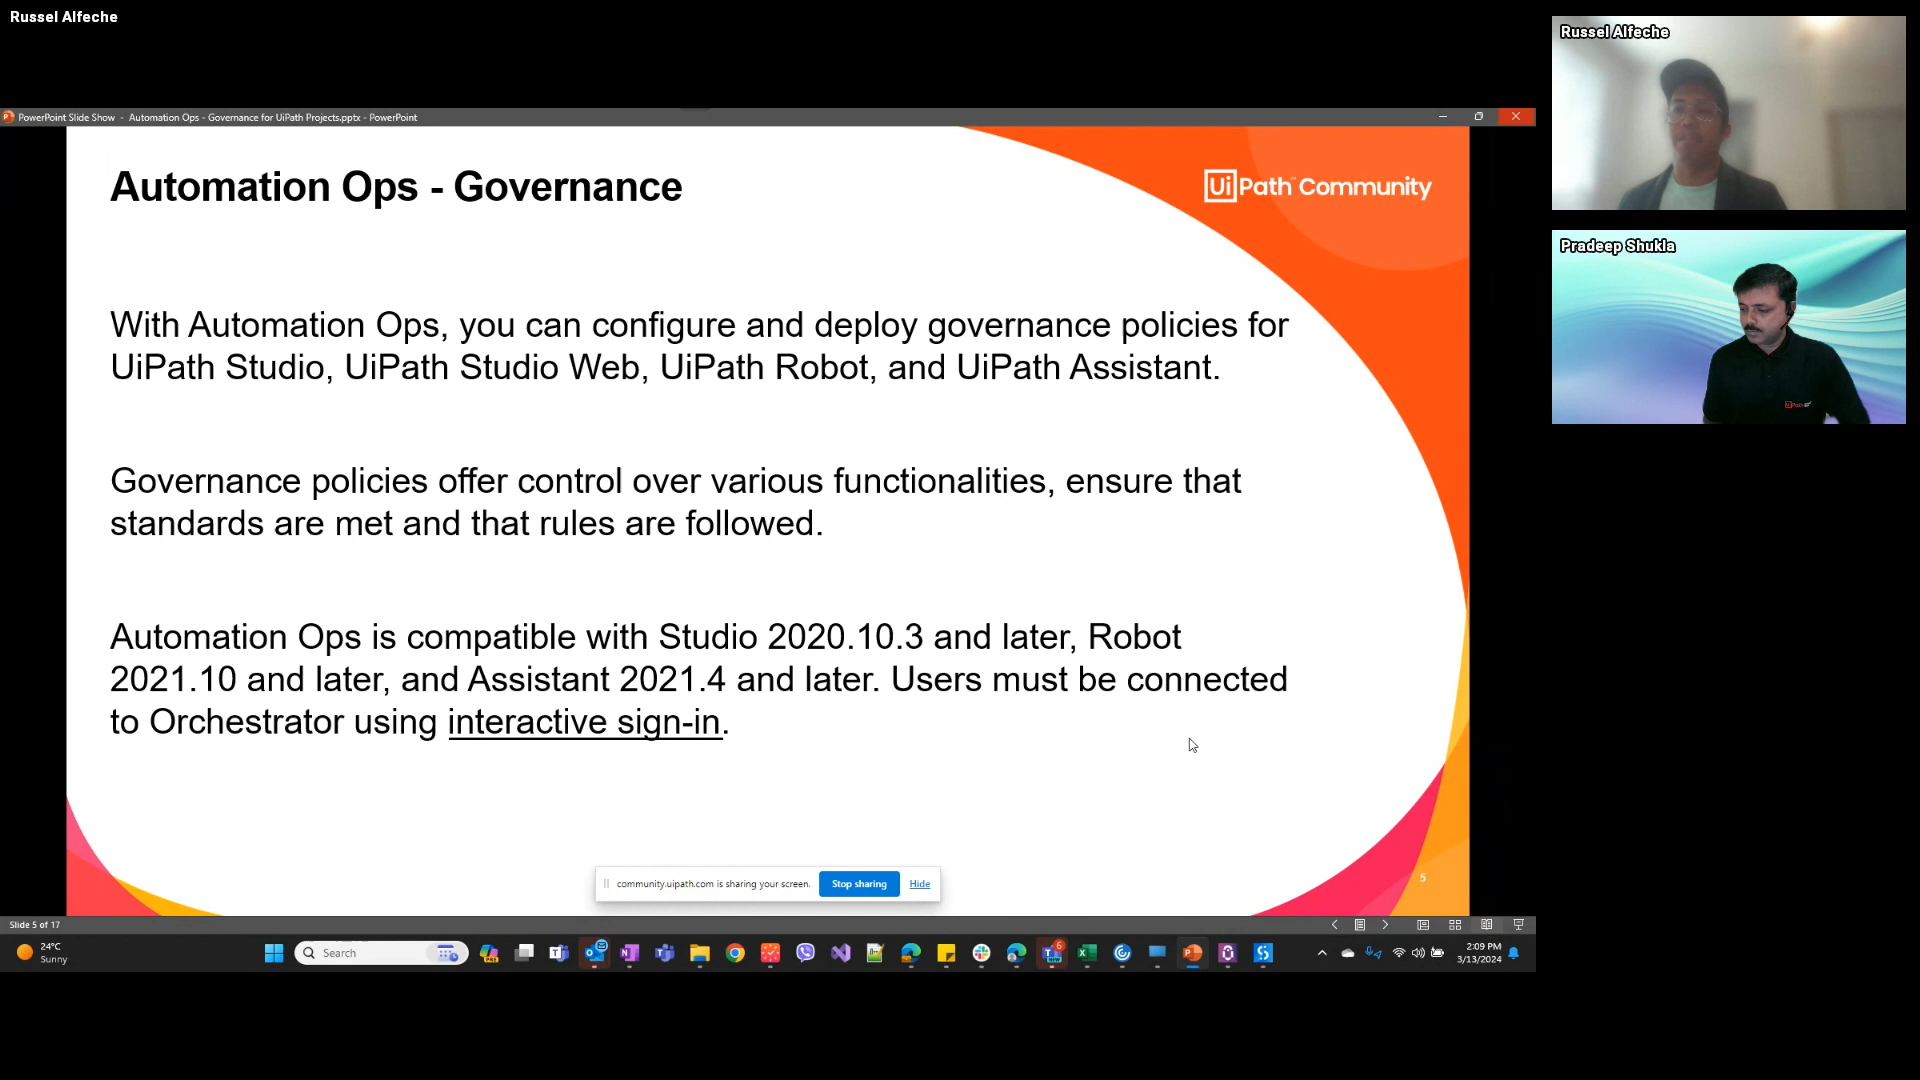 Russel Alfeche
Russel Alfeche
Pradeep Shukla
PowerPoint Slide Show - Automation Ops - Governance for UiPath Projects.pptx - PowerPoint
Automation Ops - Governance
UiPath Community
With Automation Ops, you can configure and deploy governance policies for
UiPath Studio, UiPath Studio Web, UiPath Robot, and UiPath Assistant.
Governance policies offer control over various functionalities, ensure that
standards are met and that rules are followed.
Automation Ops is compatible with Studio 2020.10.3 and later, Robot
2021.10 and later, and Assistant 2021.4 and later. Users must be connected
to Orchestrator using interactive sign-in.
community.uipath.com is sharing your screen. Stop sharing Hide
5
Slide 5 of 17
24°C
Sunny
Search
6
2:09 PM
3/13/2024